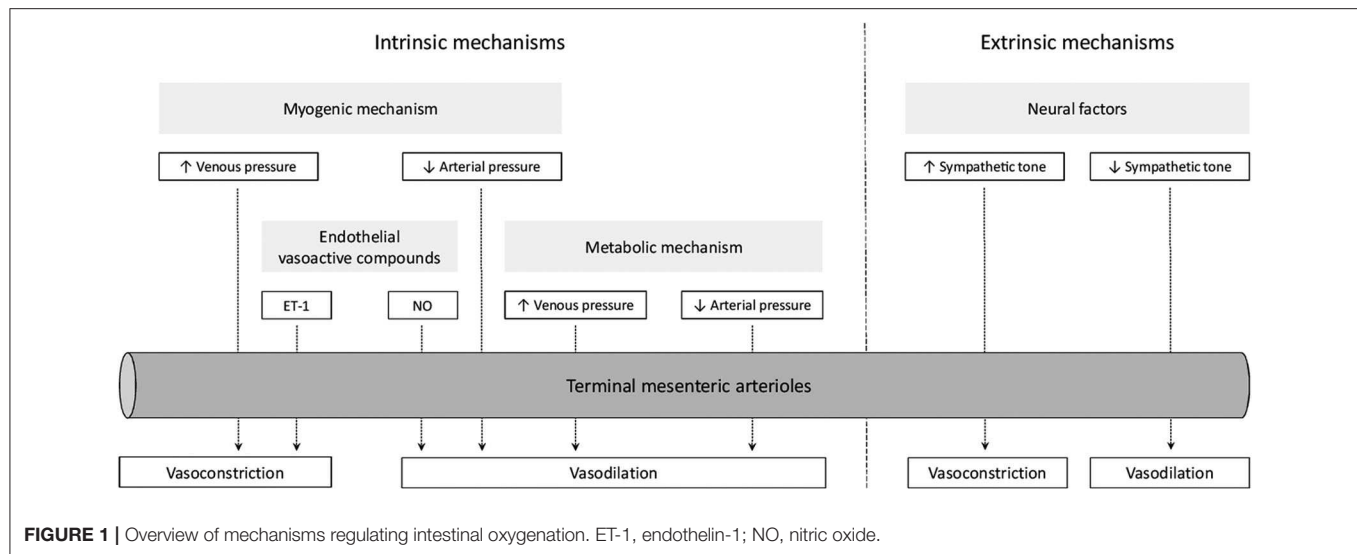 Intrinsic mechanisms
Extrinsic mechanisms
Myogenic mechanism
Neural factors
↑ Venous pressure
↓ Arterial pressure
↑ Sympathetic tone
↓ Sympathetic tone
Endothelial
vasoactive compounds
Metabolic mechanism
ET-1
NO
↑ Venous pressure
↓ Arterial pressure
Terminal mesenteric arterioles
Vasoconstriction
Vasodilation
Vasoconstriction
Vasodilation
FIGURE 1 | Overview of mechanisms regulating intestinal oxygenation. ET-1, endothelin-1; NO, nitric oxide.